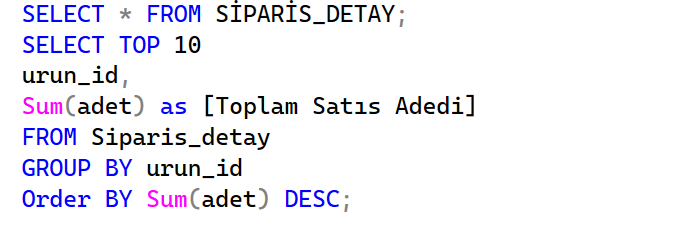 SELECT * FROM SİPARİS_DETAY;
SELECT TOP 10
urun_id,
Sum(adet) as [Toplam Satıs Adedi]
FROM Siparis_detay
GROUP BY urun_id
Order BY Sum(adet) DESC;